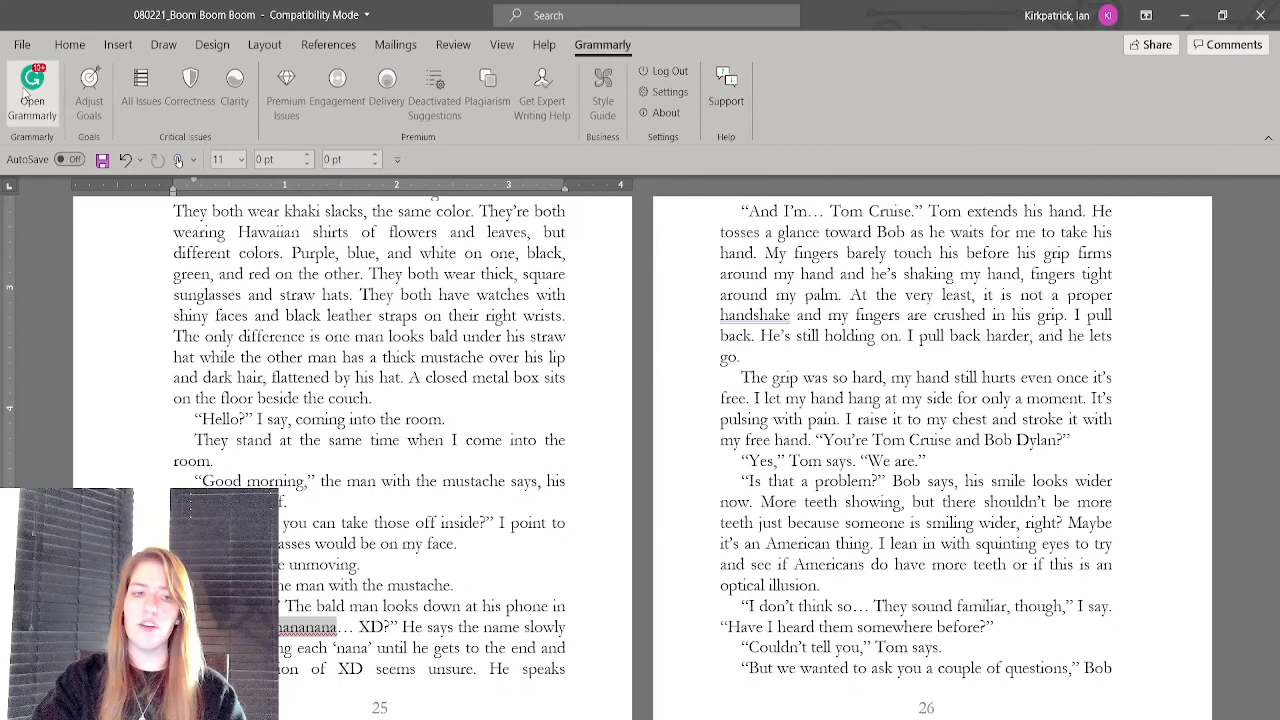 080221_Boom Boom Boom - Compatibility Mode
Search
Kirkpatrick, Ian
KI
File Home Insert Draw Design Layout References Mailings Review View Help Grammarly
Share Comments
10+
Open Grammarly
Adjust Goals
All Issues
Correctness
Clarity
Premium Issues
Engagement
Delivery
Deactivated Suggestions
Plagiarism
Get Expert Writing Help
Style Guide
Log Out
Settings
About
Support
Grammarly Goals Critical Issues Premium Business Settings Help
AutoSave Off 11 0 pt 0 pt
1 2 3 4
3
4
They both wear khaki slacks, the same color. They’re both
wearing Hawaiian shirts of flowers and leaves, but
different colors. Purple, blue, and white on one, black,
green, and red on the other. They both wear thick, square
sunglasses and straw hats. They both have watches with
shiny faces and black leather straps on their right wrists.
The only difference is one man looks bald under his straw
hat while the other man has a thick mustache over his lip
and dark hair, flattened by his hat. A closed metal box sits
on the floor beside the couch.
“Hello?” I say, coming into the room.
They stand at the same time when I come into the
room.
“Good morning,” the man with the mustache says, his
f.
you can take those off inside?” I point to
asses would be on my face.
e unmoving.
he man with the mustache.
The bald man looks down at his phone in
nananana… XD?” He says the name slowly
ng each ‘nana’ until he gets to the end and
ion of XD seems unsure. He speaks
25
“And I’m… Tom Cruise.” Tom extends his hand. He
tosses a glance toward Bob as he waits for me to take his
hand. My fingers barely touch his before his grip firms
around my hand and he’s shaking my hand, fingers tight
around my palm. At the very least, it is not a proper
handshake and my fingers are crushed in his grip. I pull
back. He’s still holding on. I pull back harder, and he lets
go.
The grip was so hard, my hand still hurts even once it’s
free. I let my hand hang at my side for only a moment. It’s
pulsing with pain. I raise it to my chest and stroke it with
my free hand. “You’re Tom Cruise and Bob Dylan?”
“Yes,” Tom says. “We are.”
“Is that a problem?” Bob says, his smile looks wider
now. More teeth showing, but there shouldn’t be more
teeth just because someone is smiling wider, right? Maybe
it’s an American thing. I lean in with squinting eyes to try
and see if Americans do have more teeth or if this is an
optical illusion.
“I don’t think so… They sound familiar, though,” I say.
“Have I heard them somewhere before?”
“Couldn’t tell you,” Tom says.
“But we wanted to ask you a couple of questions,” Bob
26